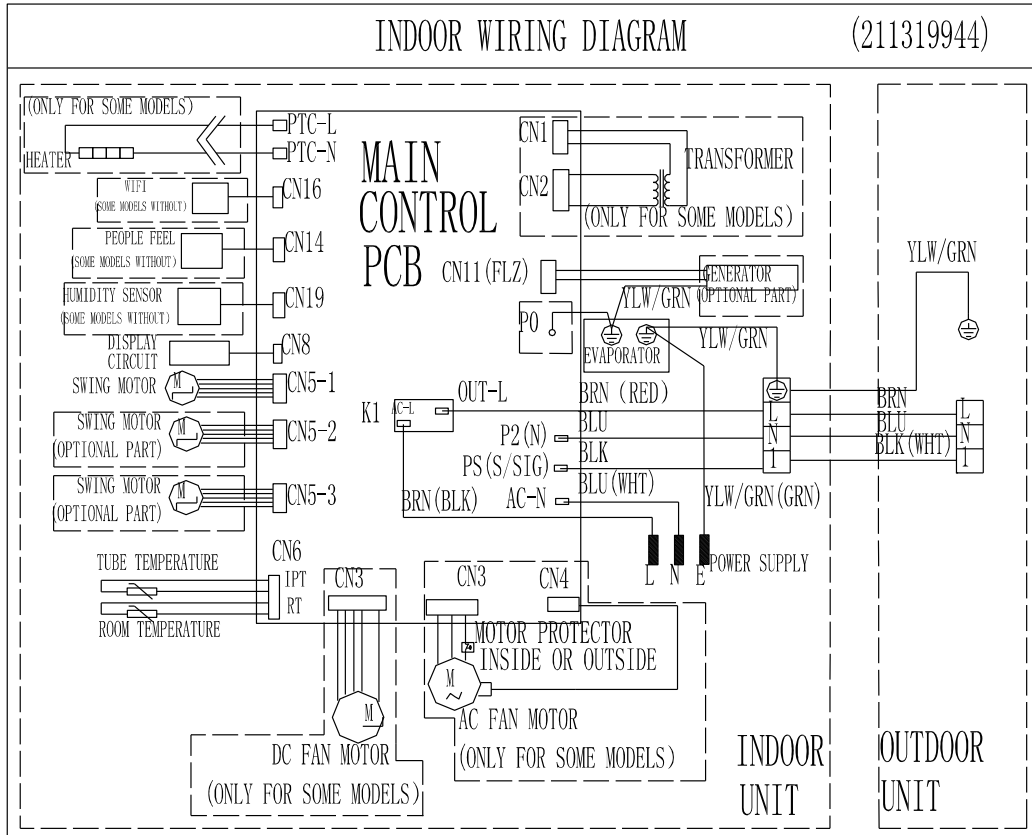 INDOOR WIRING DIAGRAM
(211319944)
(ONLY FOR SOME MODELS)
HEATER
PTC-L
PTC-N
WIFI
(SOME MODELS WITHOUT)
CN16
PEOPLE FEEL
(SOME MODELS WITHOUT)
CN14
HUMIDITY SENSOR
(SOME MODELS WITHOUT)
CN19
DISPLAY
CIRCUIT
CN8
SWING MOTOR
M
CN5-1
SWING MOTOR
(OPTIONAL PART)
M
CN5-2
SWING MOTOR
(OPTIONAL PART)
M
CN5-3
TUBE TEMPERATURE
ROOM TEMPERATURE
CN6
IPT
RT
MAIN
CONTROL
PCB
CN1
CN2
TRANSFORMER
(ONLY FOR SOME MODELS)
CN11(FLZ)
GENERATOR
(OPTIONAL PART)
YLW/GRN
P0
EVAPORATOR
YLW/GRN
K1
AC-L
OUT-L
BRN (RED)
P2(N)
BLU
PS(S/SIG)
BLK
AC-N
BLU(WHT)
BRN(BLK)
YLW/GRN(GRN)
L
N
1
L N E
POWER SUPPLY
YLW/GRN
BRN
BLU
BLK(WHT)
L
N
1
CN3
M
DC FAN MOTOR
(ONLY FOR SOME MODELS)
CN3
CN4
MOTOR PROTECTOR
INSIDE OR OUTSIDE
M
AC FAN MOTOR
(ONLY FOR SOME MODELS)
INDOOR
UNIT
OUTDOOR
UNIT